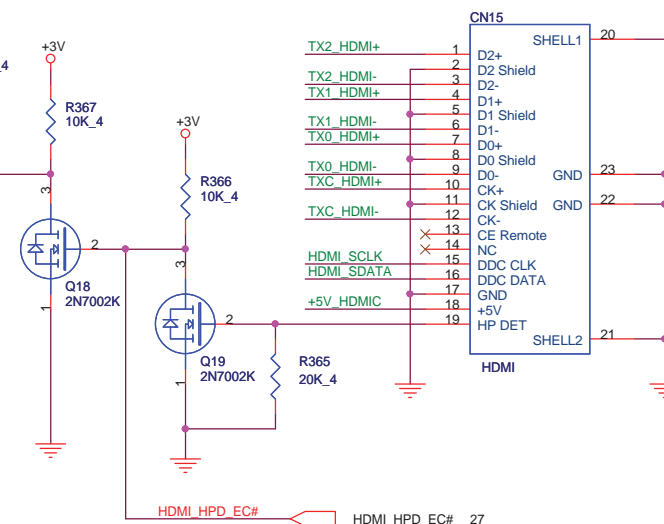 CN15
+3V
_4
R367
10K_4
3
2
Q18
2N7002K
1
+3V
R366
10K_4
3
2
Q19
2N7002K
1
R365
20K_4
TX2_HDMI+
TX2_HDMI-
TX1_HDMI+
TX1_HDMI-
TX0_HDMI+
TX0_HDMI-
TXC_HDMI+
TXC_HDMI-
HDMI_SCLK
HDMI_SDATA
+5V_HDMIC
1 D2+
2 D2 Shield
3 D2-
4 D1+
5 D1 Shield
6 D1-
7 D0+
8 D0 Shield
9 D0-
10 CK+
11 CK Shield
12 CK-
13 CE Remote
14 NC
15 DDC CLK
16 DDC DATA
17 GND
18 +5V
19 HP DET
SHELL1 20
GND 23
GND 22
SHELL2 21
HDMI
HDMI_HPD_EC#
HDMI_HPD_EC# 27